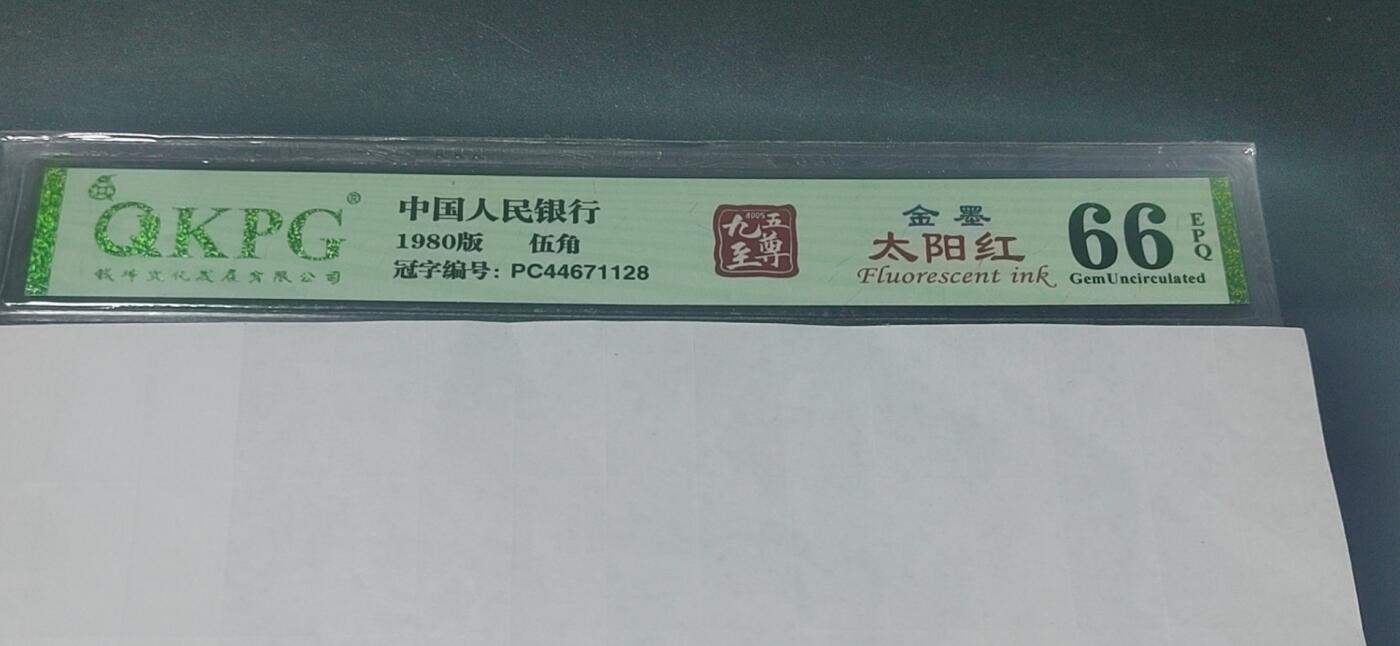 QKPG®
中国人民银行
1980版 伍角
冠字编号: PC44671128
8005
九五至尊
金墨
太阳红
Fluorescent ink
66
EPQ
GemUncirculated